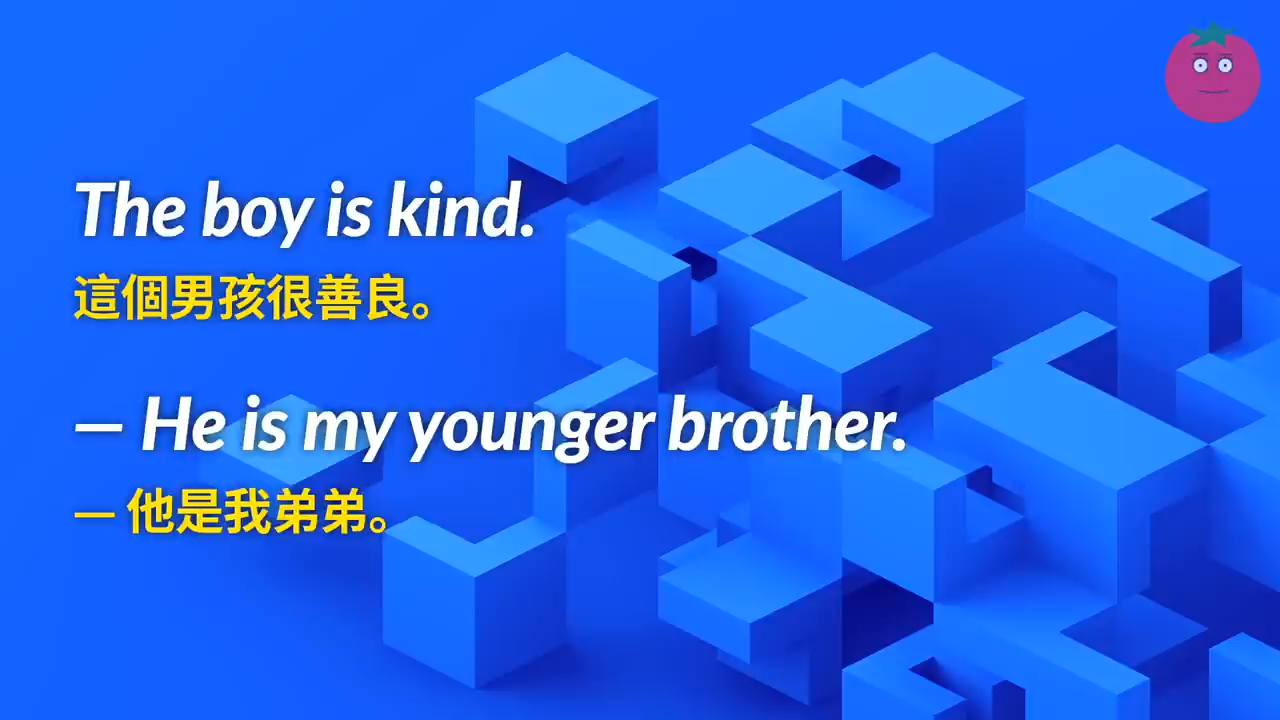 The boy is kind.
這個男孩很善良。
— He is my younger brother.
— 他是我弟弟。